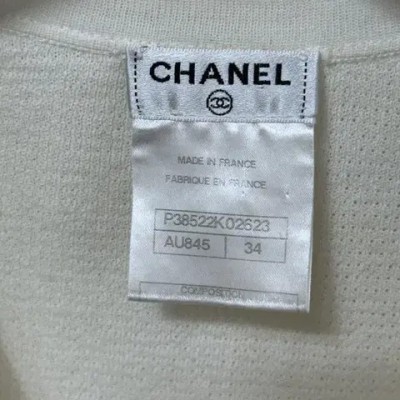 CHANEL
MADE IN FRANCE
FABRIQUE EN FRANCE
P38522K02623
AU845 34